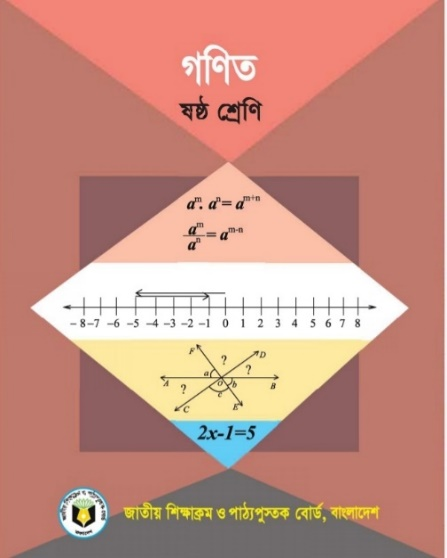 গণিত
ষষ্ঠ শ্রেণি
aᵐ. aⁿ= aᵐ⁺ⁿ
aᵐ/aⁿ = aᵐ⁻ⁿ
-8 -7 -6 -5 -4 -3 -2 -1 0 1 2 3 4 5 6 7 8
F ? D
A a ? O b ? B
C c E
2x-1=5
জাতীয় শিক্ষাক্রম ও পাঠ্যপুস্তক বোর্ড, বাংলাদেশ